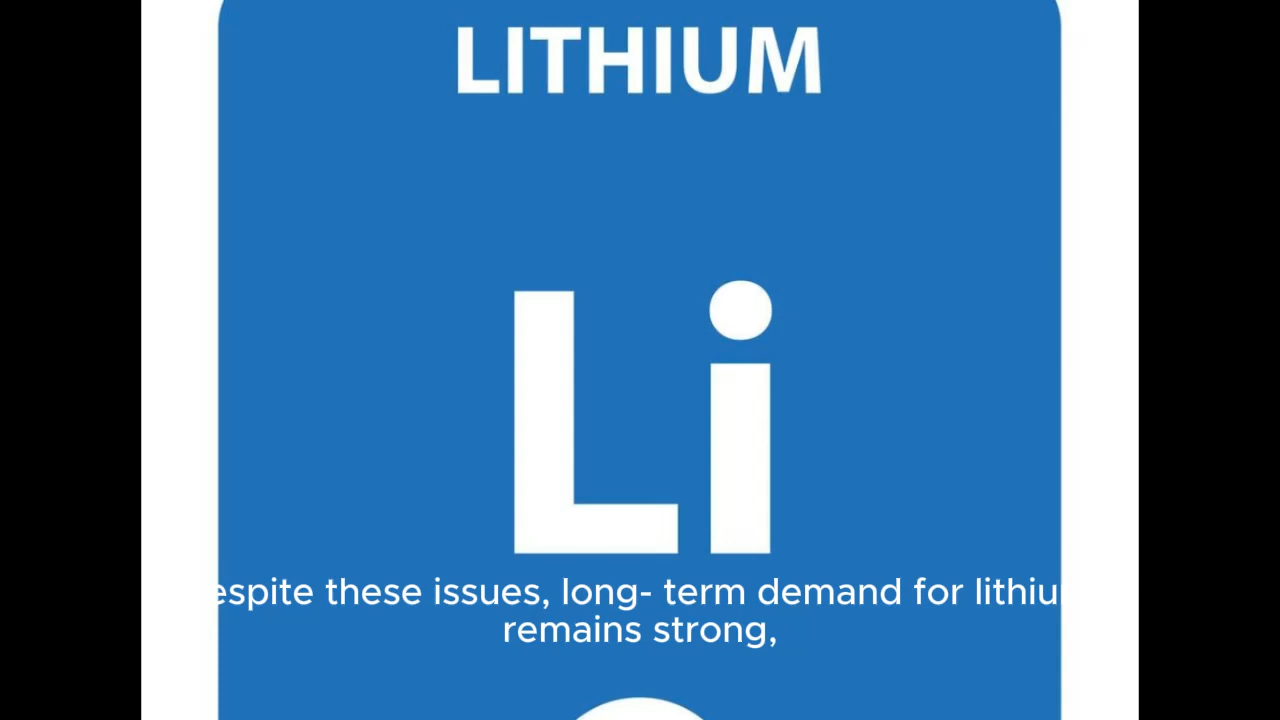 LITHIUM
Li
espite these issues, long- term demand for lithiu
remains strong,